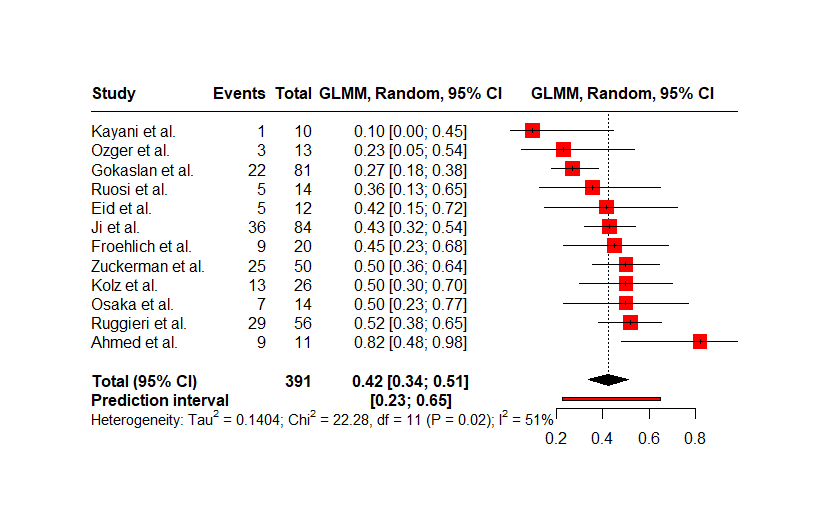 Study Events Total GLMM, Random, 95% CI GLMM, Random, 95% CI
Kayani et al. 1 10 0.10 [0.00; 0.45]
Ozger et al. 3 13 0.23 [0.05; 0.54]
Gokaslan et al. 22 81 0.27 [0.18; 0.38]
Ruosi et al. 5 14 0.36 [0.13; 0.65]
Eid et al. 5 12 0.42 [0.15; 0.72]
Ji et al. 36 84 0.43 [0.32; 0.54]
Froehlich et al. 9 20 0.45 [0.23; 0.68]
Zuckerman et al. 25 50 0.50 [0.36; 0.64]
Kolz et al. 13 26 0.50 [0.30; 0.70]
Osaka et al. 7 14 0.50 [0.23; 0.77]
Ruggieri et al. 29 56 0.52 [0.38; 0.65]
Ahmed et al. 9 11 0.82 [0.48; 0.98]
Total (95% CI) 391 0.42 [0.34; 0.51]
Prediction interval [0.23; 0.65]
Heterogeneity: Tau² = 0.1404; Chi² = 22.28, df = 11 (P = 0.02); I² = 51%
0.2 0.4 0.6 0.8